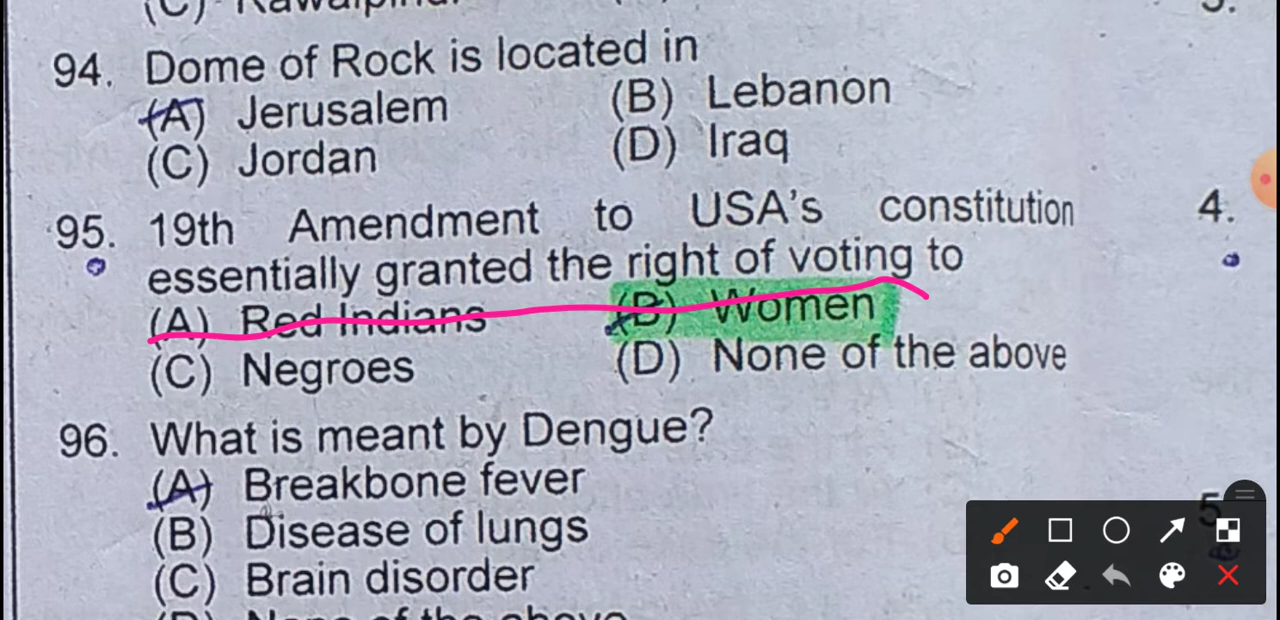 94. Dome of Rock is located in
(A) Jerusalem (B) Lebanon
(C) Jordan (D) Iraq
95. 19th Amendment to USA's constitution 4.
essentially granted the right of voting to
(A) Red Indians (B) Women
(C) Negroes (D) None of the above
96. What is meant by Dengue?
(A) Breakbone fever
(B) Disease of lungs 5
(C) Brain disorder